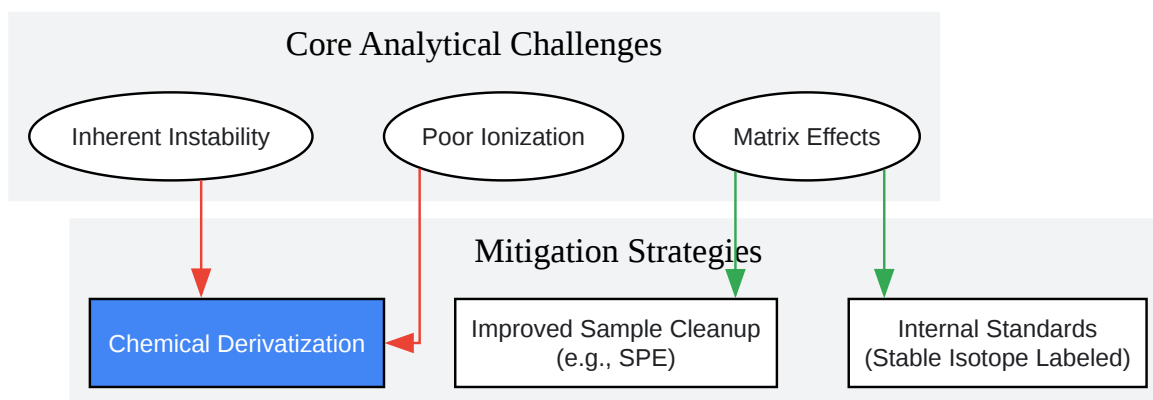 Core Analytical Challenges
Inherent Instability
Poor Ionization
Matrix Effects
Mitigation Strategies
Chemical Derivatization
Improved Sample Cleanup
(e.g., SPE)
Internal Standards
(Stable Isotope Labeled)